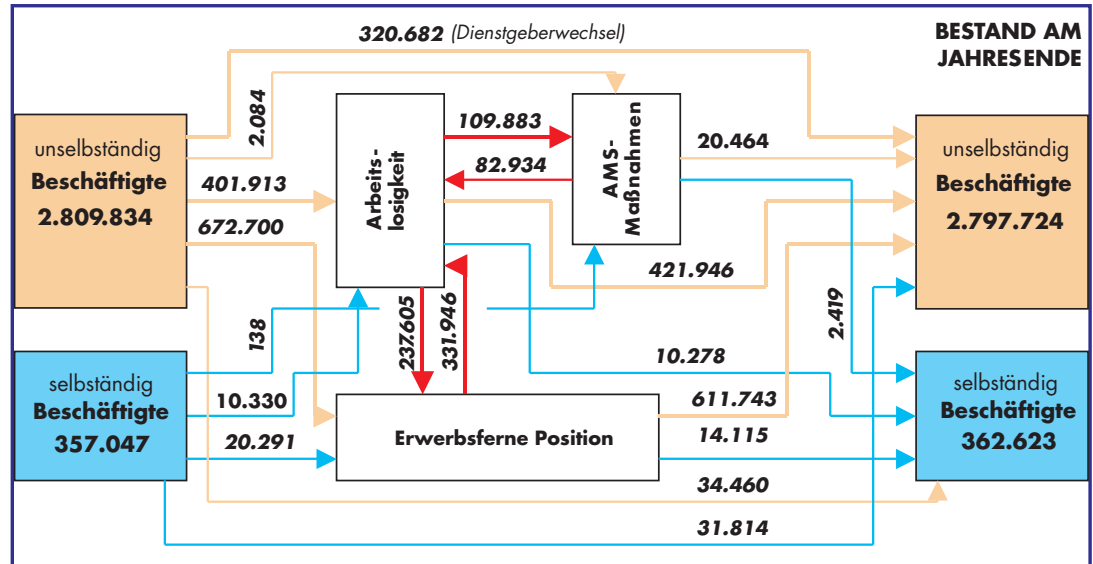 320.682 (Dienstgeberwechsel)
BESTAND AM
JAHRESENDE
2.084
unselbständig
Beschäftigte
2.809.834
401.913
672.700
Arbeits-
losigkeit
109.883
82.934
AMS-
Maßnahmen
20.464
unselbständig
Beschäftigte
2.797.724
421.946
138
237.605
331.946
2.419
selbständig
Beschäftigte
357.047
10.330
20.291
Erwerbsferne Position
10.278
611.743
14.115
selbständig
Beschäftigte
362.623
34.460
31.814